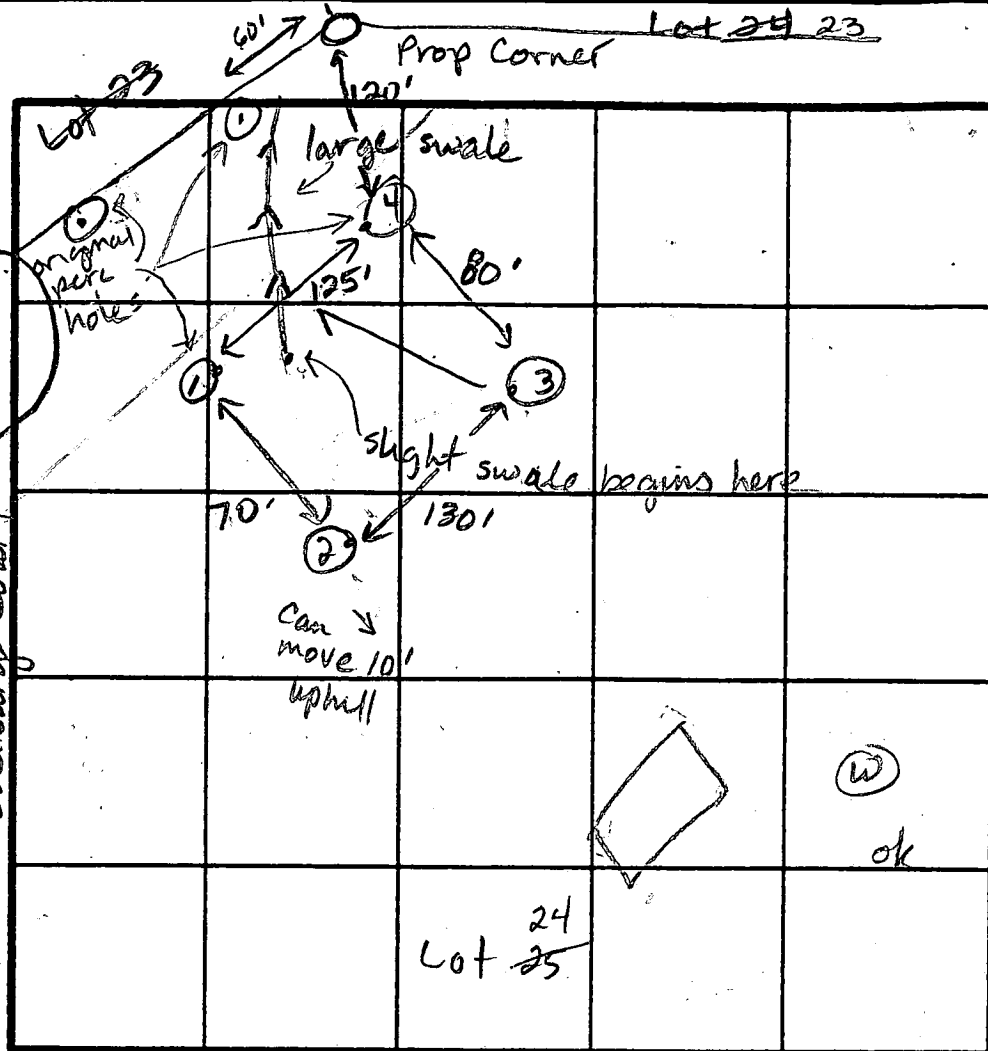 60'
Lot 24 23
Prop Corner
Lot 23
120'
large swale
4
original
perc
holes
125'
80'
1
3
slight swale begins here
70'
130'
2
Can
move 10'
uphill
W
ok
24
Lot 25